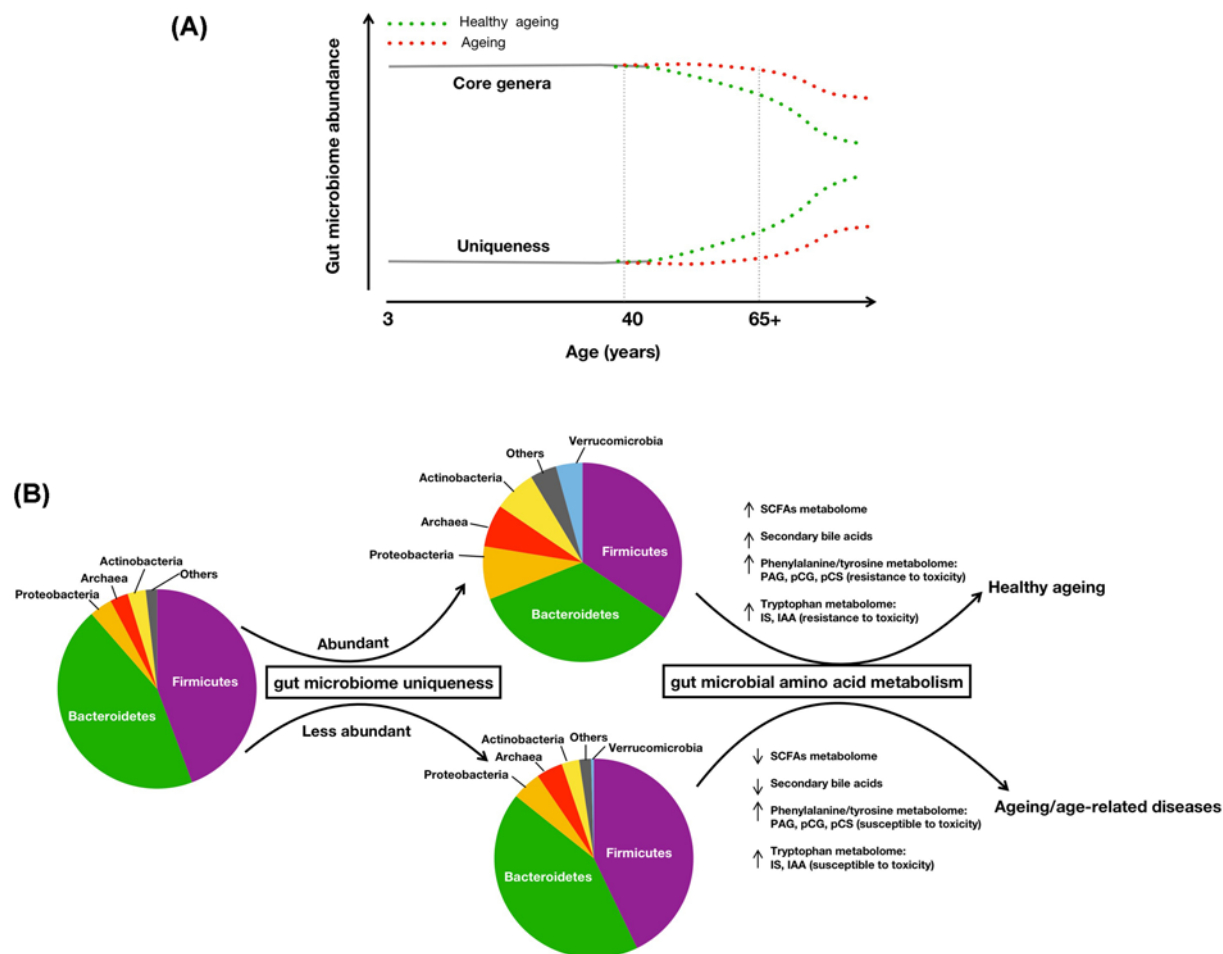 (A)
Healthy ageing
Ageing
Gut microbiome abundance
Core genera
Uniqueness
3
40
65+
Age (years)
(B)
Proteobacteria
Archaea
Actinobacteria
Others
Firmicutes
Bacteroidetes
Abundant
gut microbiome uniqueness
Less abundant
Proteobacteria
Archaea
Actinobacteria
Others
Verrucomicrobia
Firmicutes
Bacteroidetes
Actinobacteria
Archaea
Proteobacteria
Others
Verrucomicrobia
Firmicutes
Bacteroidetes
↑ SCFAs metabolome
↑ Secondary bile acids
↑ Phenylalanine/tyrosine metabolome:
PAG, pCG, pCS (resistance to toxicity)
↑ Tryptophan metabolome:
IS, IAA (resistance to toxicity)
Healthy ageing
gut microbial amino acid metabolism
↓ SCFAs metabolome
↓ Secondary bile acids
↑ Phenylalanine/tyrosine metabolome:
PAG, pCG, pCS (susceptible to toxicity)
↑ Tryptophan metabolome:
IS, IAA (susceptible to toxicity)
Ageing/age-related diseases